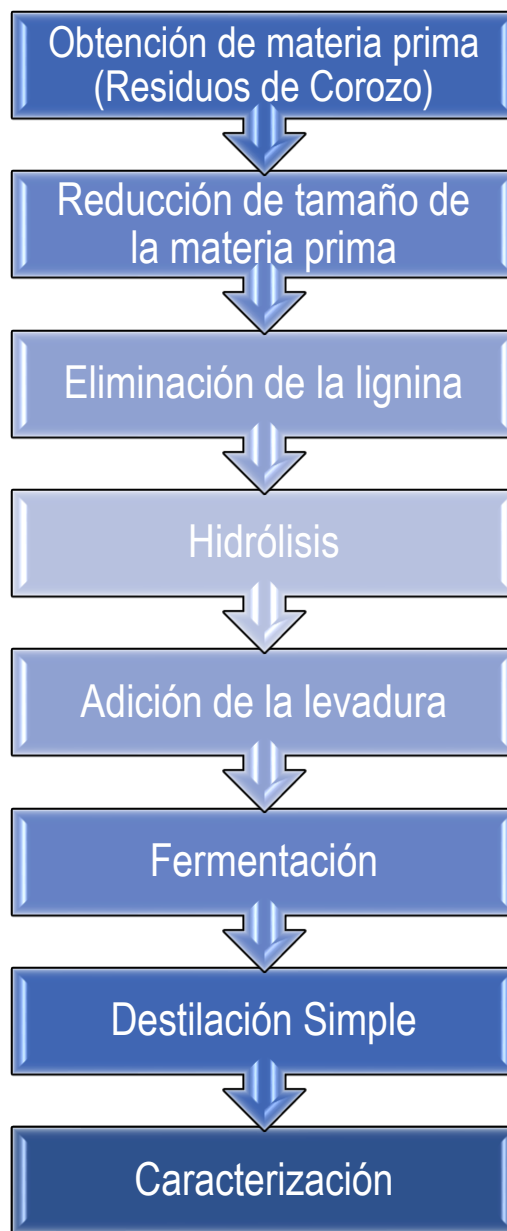 Obtención de materia prima
(Residuos de Corozo)
Reducción de tamaño de
la materia prima
Eliminación de la lignina
Hidrólisis
Adición de la levadura
Fermentación
Destilación Simple
Caracterización